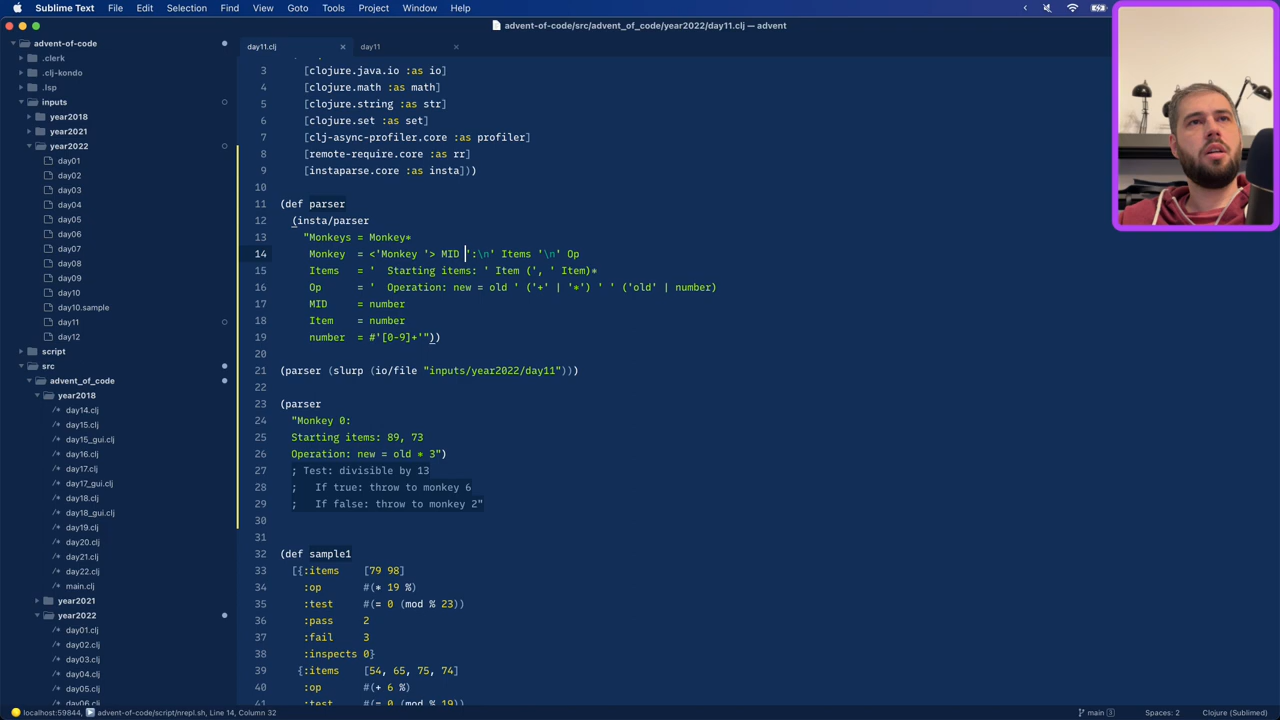 Sublime Text File Edit Selection Find View Goto Tools Project Window Help
advent-of-code/src/advent_of_code/year2022/day11.clj — advent
advent-of-code
.clerk
.clj-kondo
.lsp
inputs
year2018
year2021
year2022
day01
day02
day03
day04
day05
day06
day07
day08
day09
day10
day10.sample
day11
day12
script
src
advent_of_code
year2018
day14.clj
day15.clj
day15_gui.clj
day16.clj
day17.clj
day17_gui.clj
day18.clj
day18_gui.clj
day19.clj
day20.clj
day21.clj
day22.clj
main.clj
year2021
year2022
day01.clj
day02.clj
day03.clj
day04.clj
day05.clj
day06.clj
day11.clj × day11 ×
3 [clojure.java.io :as io]
4 [clojure.math :as math]
5 [clojure.string :as str]
6 [clojure.set :as set]
7 [clj-async-profiler.core :as profiler]
8 [remote-require.core :as rr]
9 [instaparse.core :as insta]))
10
11 (def parser
12 (insta/parser
13 "Monkeys = Monkey*
14 Monkey = <'Monkey '> MID ':\n' Items '\n' Op
15 Items = ' Starting items: ' Item (', ' Item)*
16 Op = ' Operation: new = old ' ('+' | '*') ' ' ('old' | number)
17 MID = number
18 Item = number
19 number = #'[0-9]+'"))
20
21 (parser (slurp (io/file "inputs/year2022/day11")))
22
23 (parser
24 "Monkey 0:
25 Starting items: 89, 73
26 Operation: new = old * 3")
27 ; Test: divisible by 13
28 ; If true: throw to monkey 6
29 ; If false: throw to monkey 2"
30
31
32 (def sample1
33 [{:items [79 98]
34 :op #(* 19 %)
35 :test #(= 0 (mod % 23))
36 :pass 2
37 :fail 3
38 :inspects 0}
39 {:items [54, 65, 75, 74]
40 :op #(+ 6 %)
41 :test #(= 0 (mod % 19))
localhost:59844, advent-of-code/script/nrepl.sh, Line 14, Column 32 main 3 Spaces: 2 Clojure (Sublimed)